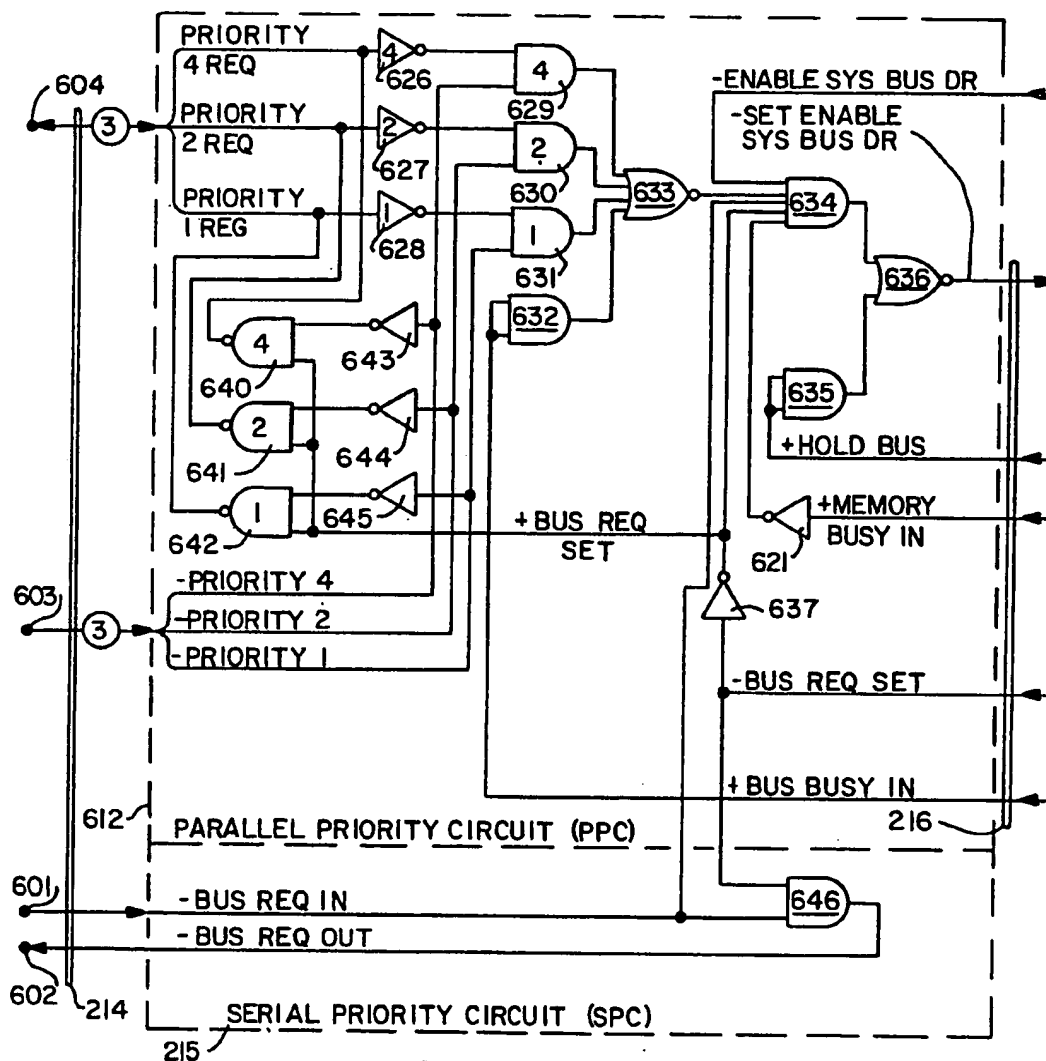 PRIORITY
4 REQ
4
626
4
629
604
3
PRIORITY
2 REQ
2
627
2
630
PRIORITY
1 REG
1
628
1
631
633
-ENABLE SYS BUS DR
-SET ENABLE
SYS BUS DR
634
636
632
4
640
643
2
641
644
1
642
645
635
+HOLD BUS
+MEMORY
BUSY IN
621
+BUS REQ
SET
637
603
3
-PRIORITY 4
-PRIORITY 2
-PRIORITY 1
-BUS REQ SET
+BUS BUSY IN
216
612
PARALLEL PRIORITY CIRCUIT (PPC)
601
-BUS REQ IN
646
-BUS REQ OUT
602
214
SERIAL PRIORITY CIRCUIT (SPC)
215